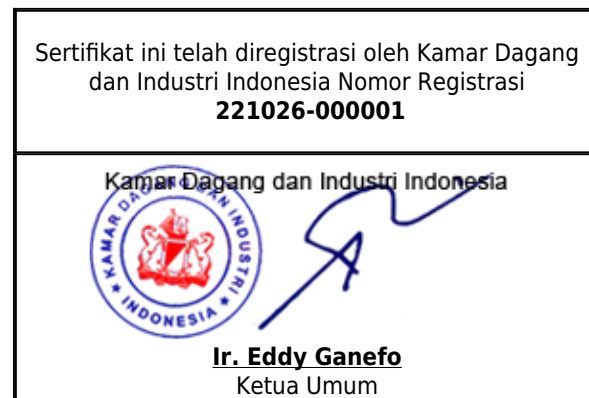 Sertifikat ini telah diregistrasi oleh Kamar Dagang
dan Industri Indonesia Nomor Registrasi
221026-000001
Kamar Dagang dan Industri Indonesia
KAMAR DAGANG DAN INDUSTRI
INDONESIA
Ir. Eddy Ganefo
Ketua Umum